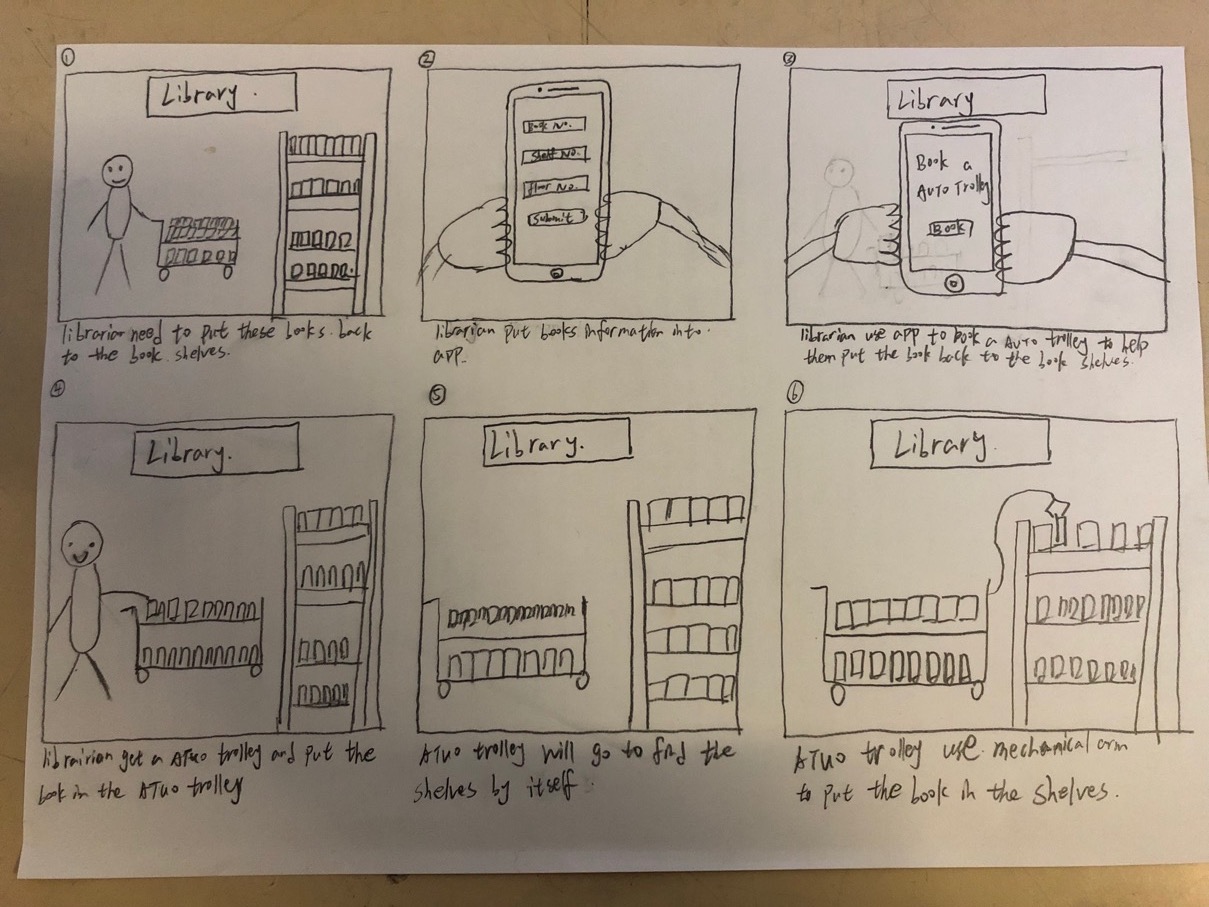 ①
Library.
librarian need to put these books. back
to the book shelves.
②
Book No.
Shelf No.
floor No.
Submit
librarian put books information into.
app.
③
Library
Book a
Auto Trolley
Book
librarian use app to book a Auto trolley to help
them put the book back to the book shelves.
④
Library.
librairian get a ATuo trolley and put the
book in the ATuo trolley
⑤
Library.
ATuo trolley will go to find the
shelves by itself.
⑥
Library.
ATuo trolley use mechanical arm
to put the book in the shelves.